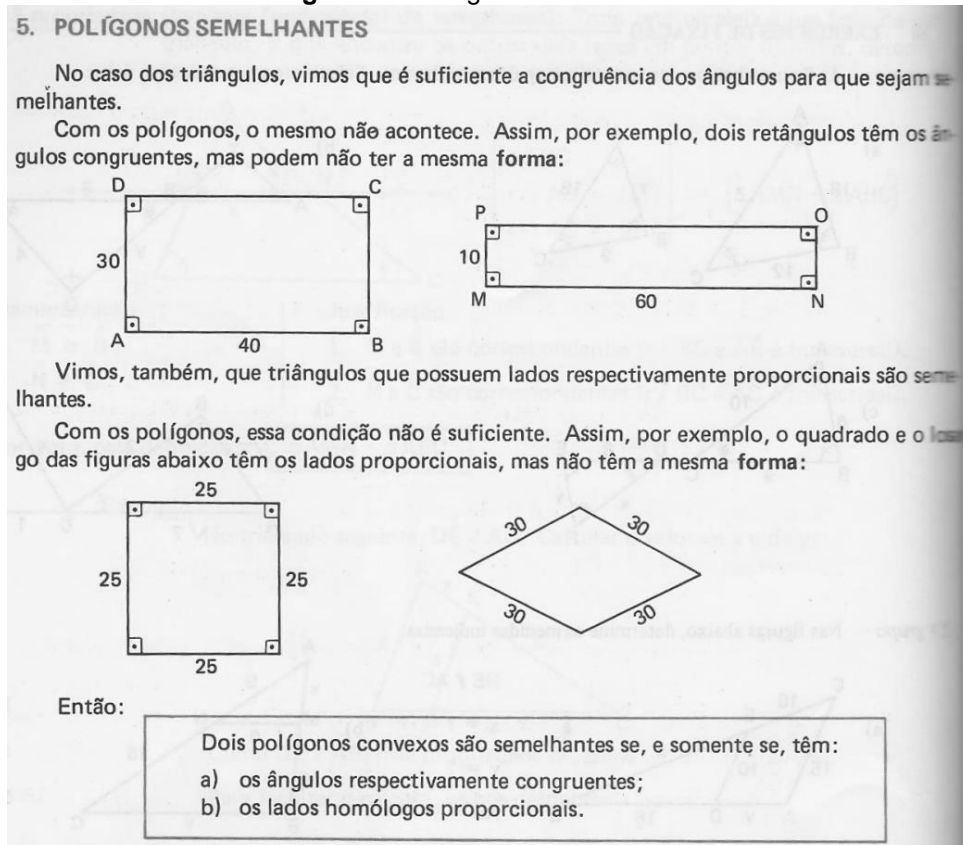 5. POLÍGONOS SEMELHANTES
No caso dos triângulos, vimos que é suficiente a congruência dos ângulos para que sejam se-
melhantes.
Com os polígonos, o mesmo não acontece. Assim, por exemplo, dois retângulos têm os ân-
gulos congruentes, mas podem não ter a mesma forma:
D C
30
A 40 B
P O
10
M 60 N
Vimos, também, que triângulos que possuem lados respectivamente proporcionais são seme-
lhantes.
Com os polígonos, essa condição não é suficiente. Assim, por exemplo, o quadrado e o losan-
go das figuras abaixo têm os lados proporcionais, mas não têm a mesma forma:
25
25 25
25
30 30
30 30
Então:
Dois polígonos convexos são semelhantes se, e somente se, têm:
a) os ângulos respectivamente congruentes;
b) os lados homólogos proporcionais.